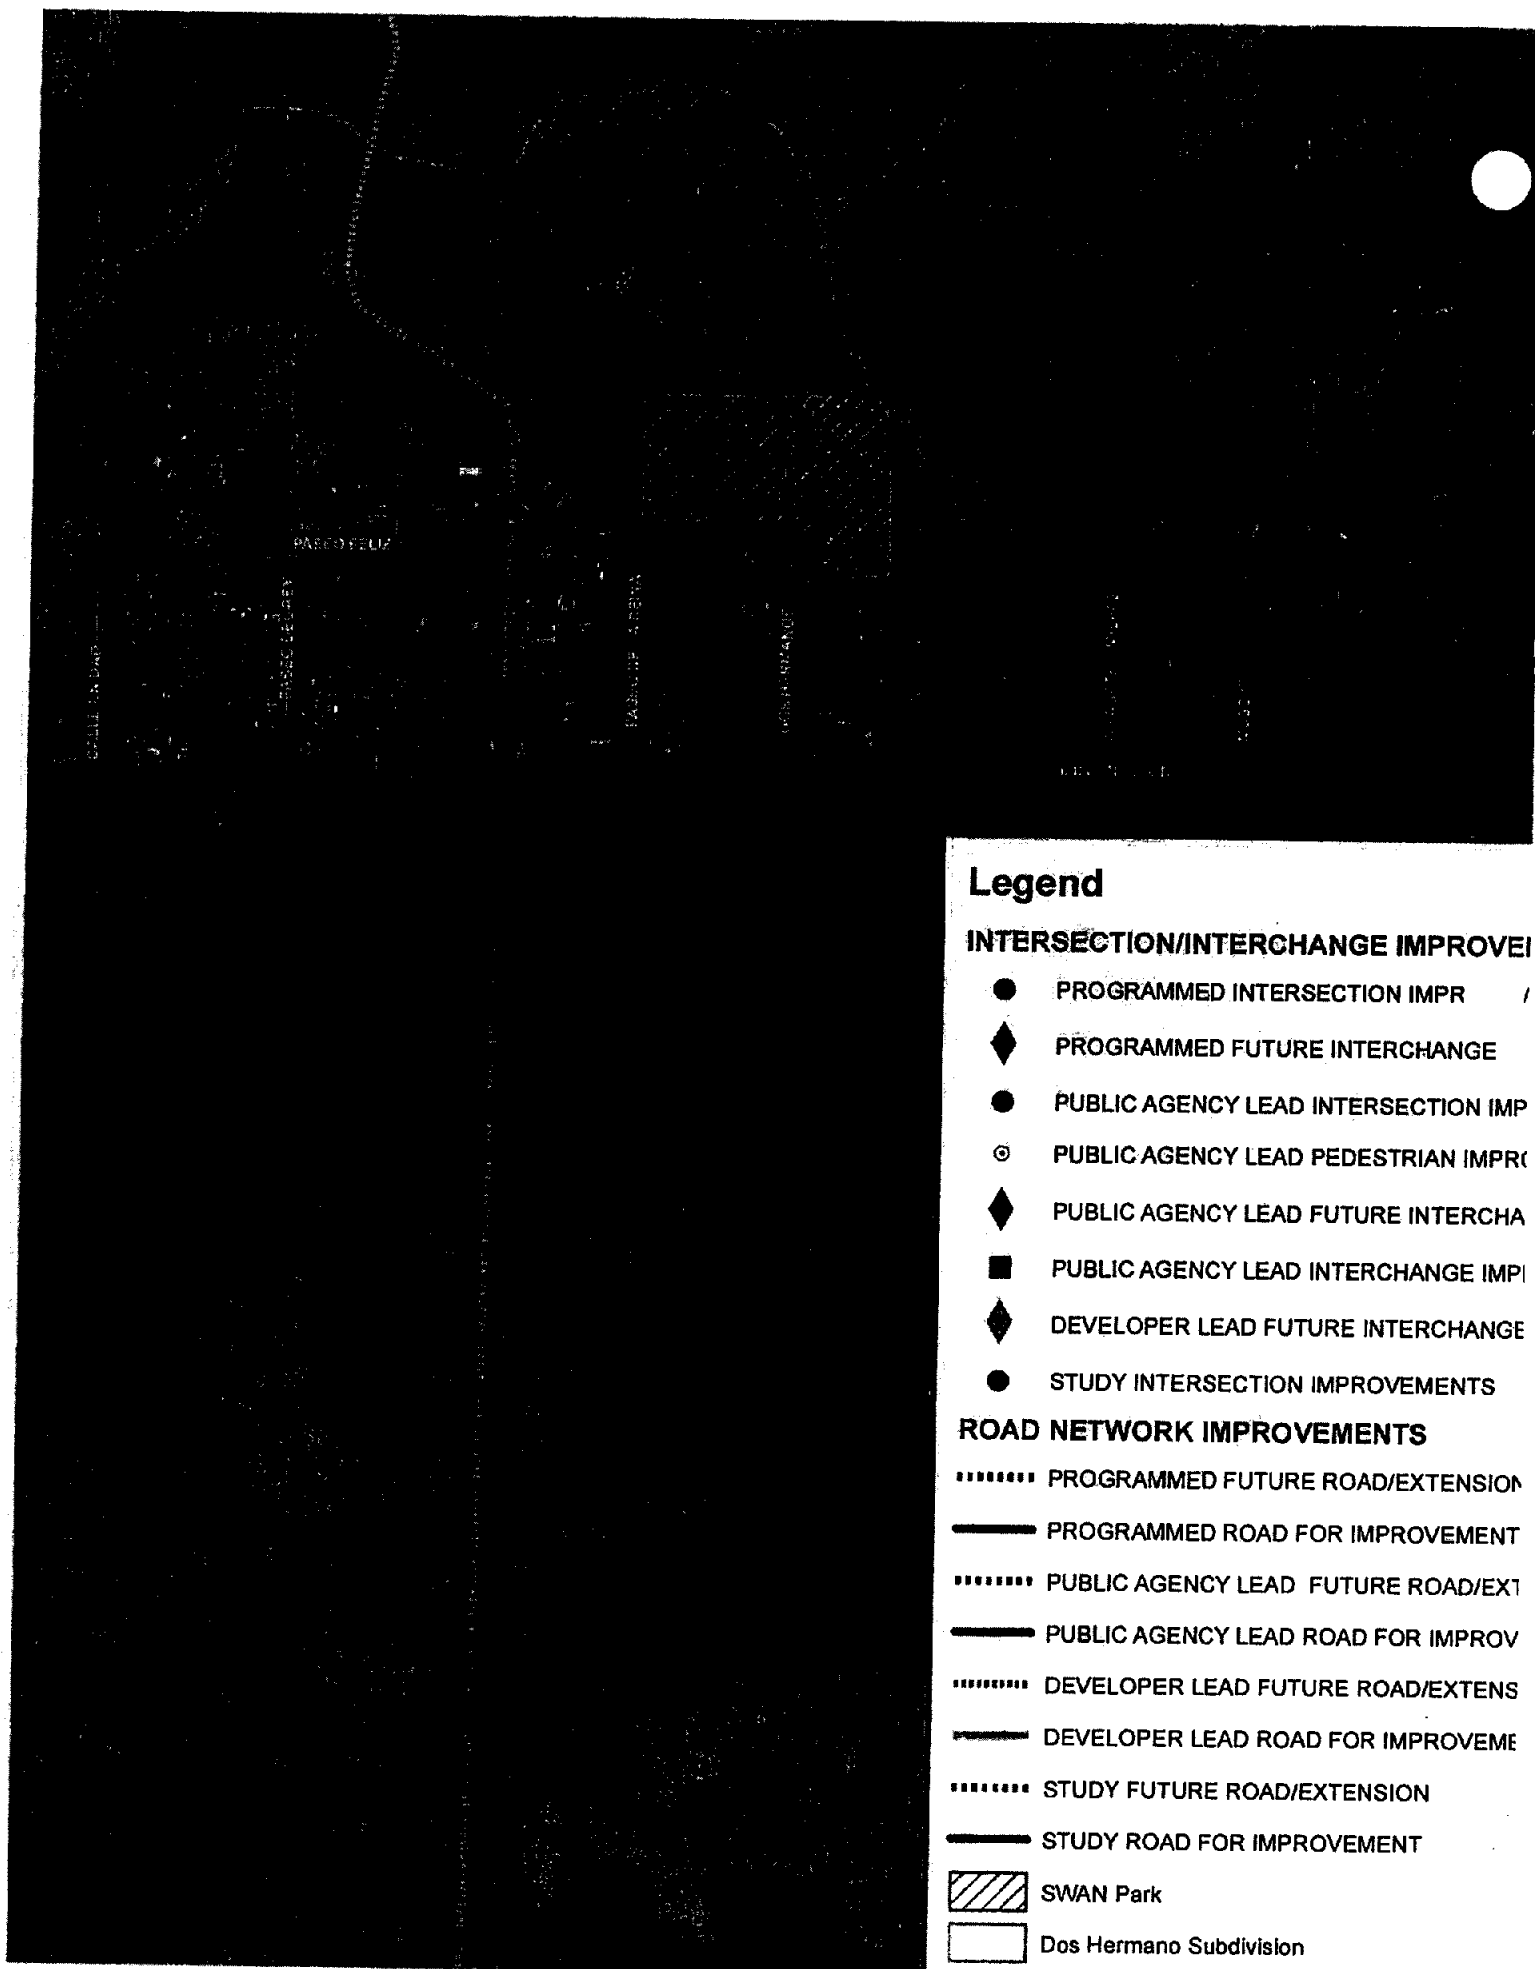 PASEO FELIZ
PASEO DEL REY
Legend
INTERSECTION/INTERCHANGE IMPROVE
PROGRAMMED INTERSECTION IMPR
PROGRAMMED FUTURE INTERCHANGE
PUBLIC AGENCY LEAD INTERSECTION IMP
PUBLIC AGENCY LEAD PEDESTRIAN IMPR
PUBLIC AGENCY LEAD FUTURE INTERCHA
PUBLIC AGENCY LEAD INTERCHANGE IMP
DEVELOPER LEAD FUTURE INTERCHANGE
STUDY INTERSECTION IMPROVEMENTS
ROAD NETWORK IMPROVEMENTS
PROGRAMMED FUTURE ROAD/EXTENSION
PROGRAMMED ROAD FOR IMPROVEMENT
PUBLIC AGENCY LEAD FUTURE ROAD/EXT
PUBLIC AGENCY LEAD ROAD FOR IMPROV
DEVELOPER LEAD FUTURE ROAD/EXTENS
DEVELOPER LEAD ROAD FOR IMPROVEME
STUDY FUTURE ROAD/EXTENSION
STUDY ROAD FOR IMPROVEMENT
SWAN Park
Dos Hermano Subdivision